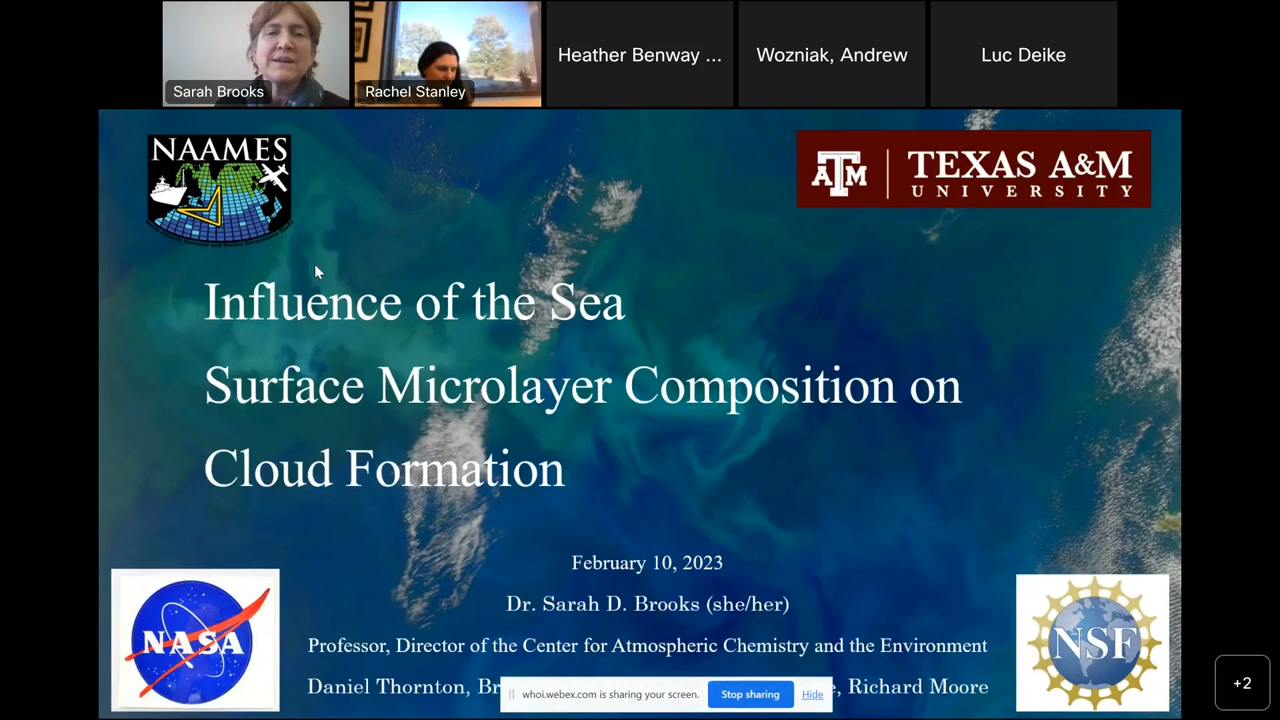 Sarah Brooks
Rachel Stanley
Heather Benway ...
Wozniak, Andrew
Luc Deike
NAAMES
ATM
TEXAS A&M
UNIVERSITY
Influence of the Sea
Surface Microlayer Composition on
Cloud Formation
February 10, 2023
Dr. Sarah D. Brooks (she/her)
NASA
NSF
Professor, Director of the Center for Atmospheric Chemistry and the Environment
Daniel Thornton, Br
e, Richard Moore
whoi.webex.com is sharing your screen.
Stop sharing
Hide
+2